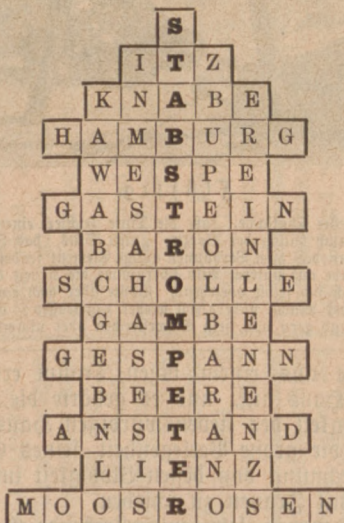 S
ITZ
KNABE
HAMBURG
WESPE
GASTEIN
BARON
SCHOLLE
GAMBE
GESPANN
BEERE
ANSTAND
LIENZ
MOOSROSEN